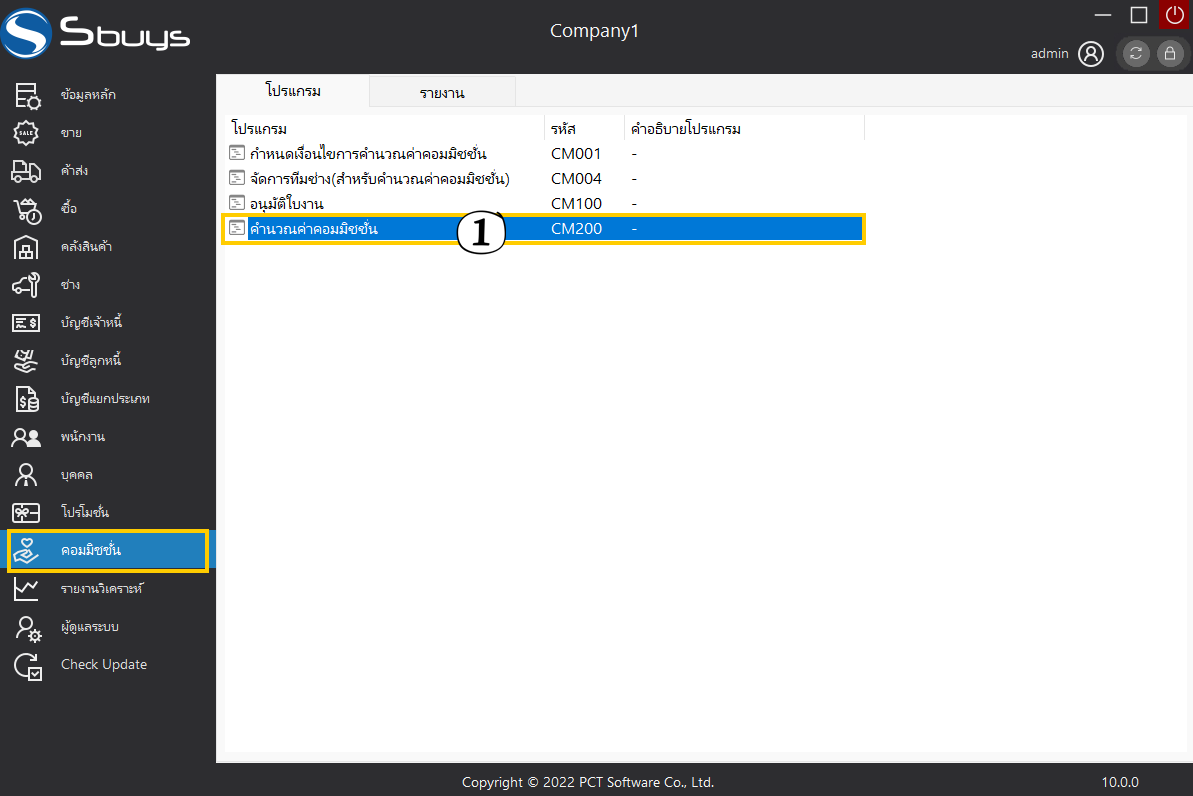 Sbuys
Company1
admin
ข้อมูลหลัก
ขาย
ค้าส่ง
ซื้อ
คลังสินค้า
ช่าง
บัญชีเจ้าหนี้
บัญชีลูกหนี้
บัญชีแยกประเภท
พนักงาน
บุคคล
โปรโมชั่น
คอมมิชชั่น
รายงานวิเคราะห์
ผู้ดูแลระบบ
Check Update
โปรแกรม รายงาน
โปรแกรม รหัส คำอธิบายโปรแกรม
กำหนดเงื่อนไขการคำนวณค่าคอมมิชชั่น CM001 -
จัดการทีมช่าง(สำหรับคำนวณค่าคอมมิชชั่น) CM004 -
อนุมัติใบงาน CM100 -
คำนวณค่าคอมมิชชั่น 1 CM200 -
Copyright © 2022 PCT Software Co., Ltd. 10.0.0